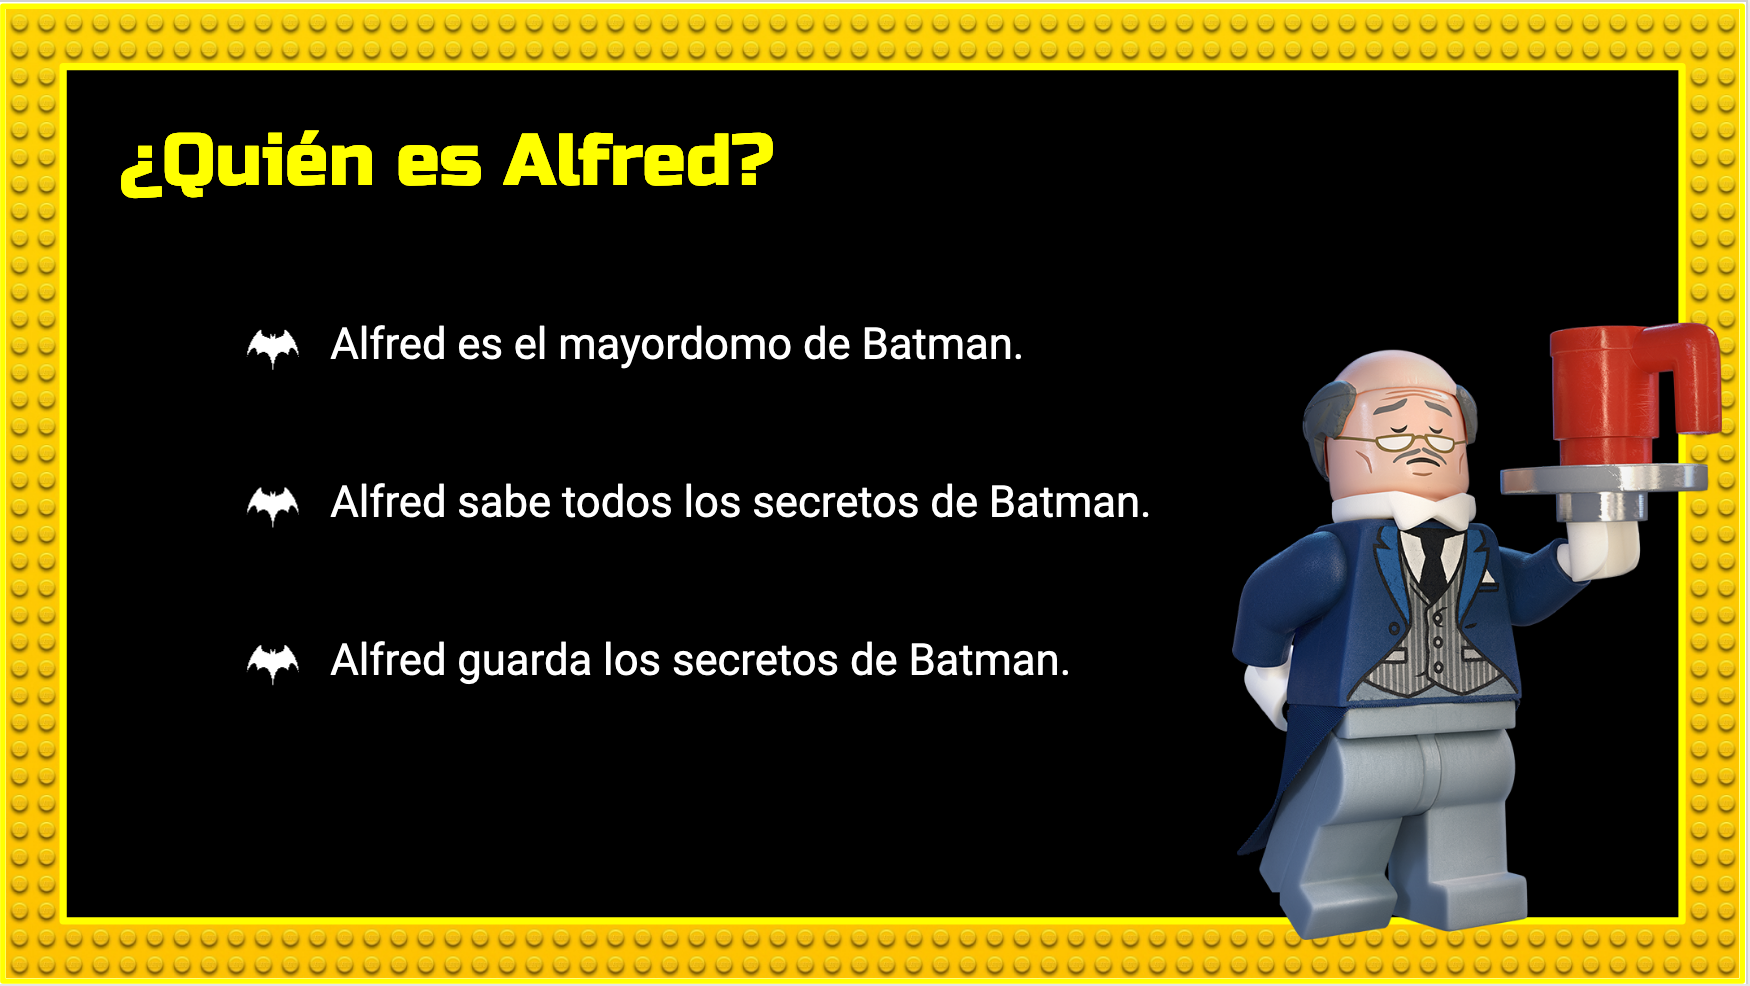 ¿Quién es Alfred?
Alfred es el mayordomo de Batman.
Alfred sabe todos los secretos de Batman.
Alfred guarda los secretos de Batman.